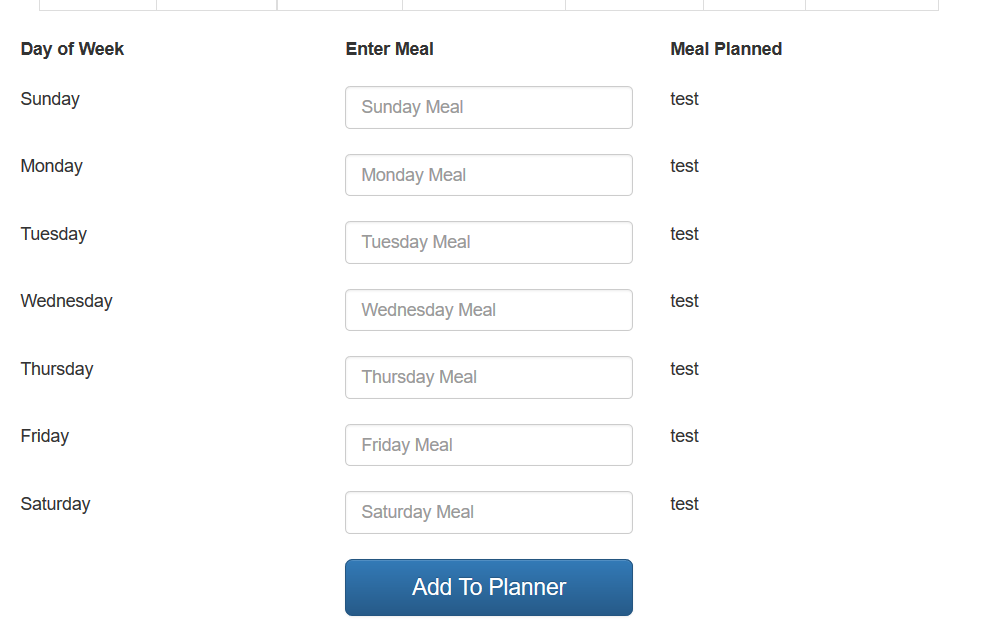 Day of Week Enter Meal Meal Planned
Sunday Sunday Meal test
Monday Monday Meal test
Tuesday Tuesday Meal test
Wednesday Wednesday Meal test
Thursday Thursday Meal test
Friday Friday Meal test
Saturday Saturday Meal test
Add To Planner